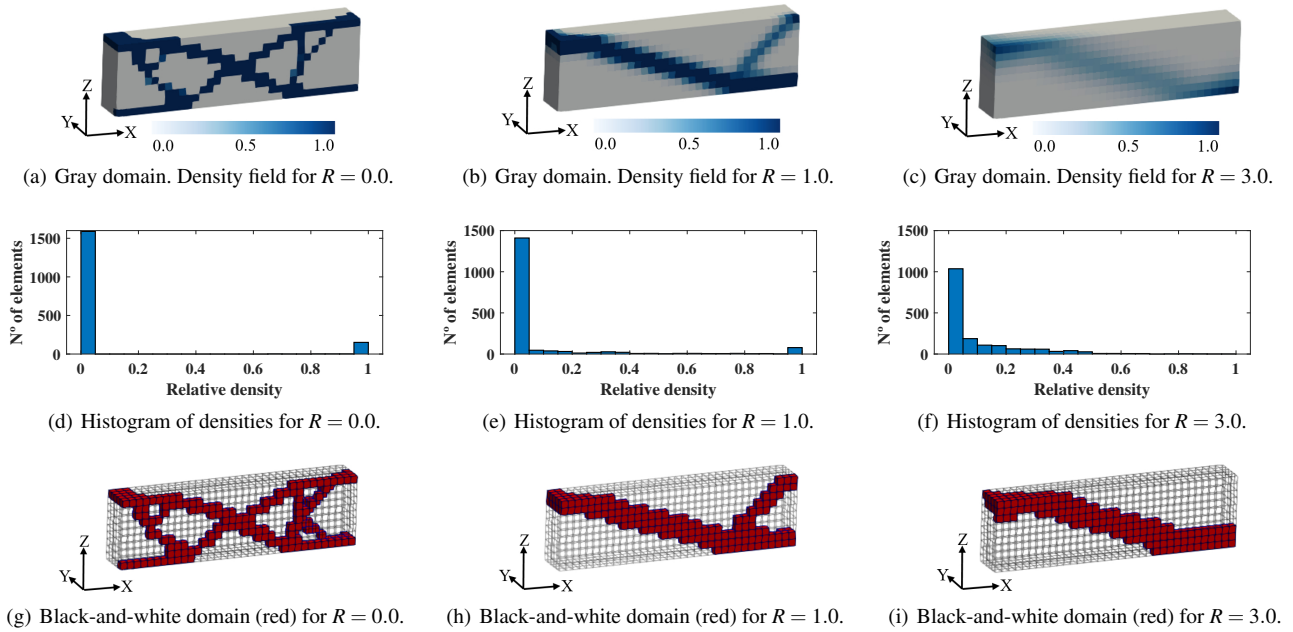 Z
Y
X
0.0 0.5 1.0
(a) Gray domain. Density field for R = 0.0.
Z
Y
X
0.0 0.5 1.0
(b) Gray domain. Density field for R = 1.0.
Z
Y
X
0.0 0.5 1.0
(c) Gray domain. Density field for R = 3.0.
Nº of elements
1500
1000
500
0
0 0.2 0.4 0.6 0.8 1
Relative density
(d) Histogram of densities for R = 0.0.
Nº of elements
1500
1000
500
0
0 0.2 0.4 0.6 0.8 1
Relative density
(e) Histogram of densities for R = 1.0.
Nº of elements
1500
1000
500
0
0 0.2 0.4 0.6 0.8 1
Relative density
(f) Histogram of densities for R = 3.0.
Z
Y
X
(g) Black-and-white domain (red) for R = 0.0.
Z
Y
X
(h) Black-and-white domain (red) for R = 1.0.
Z
Y
X
(i) Black-and-white domain (red) for R = 3.0.